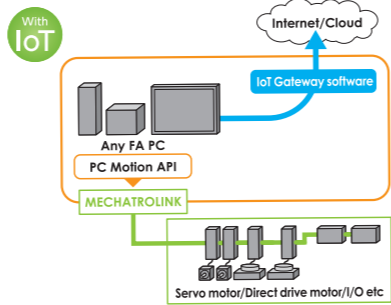 With
IoT
Internet/Cloud
IoT Gateway software
Any FA PC
PC Motion API
MECHATROLINK
Servo motor/Direct drive motor/I/O etc